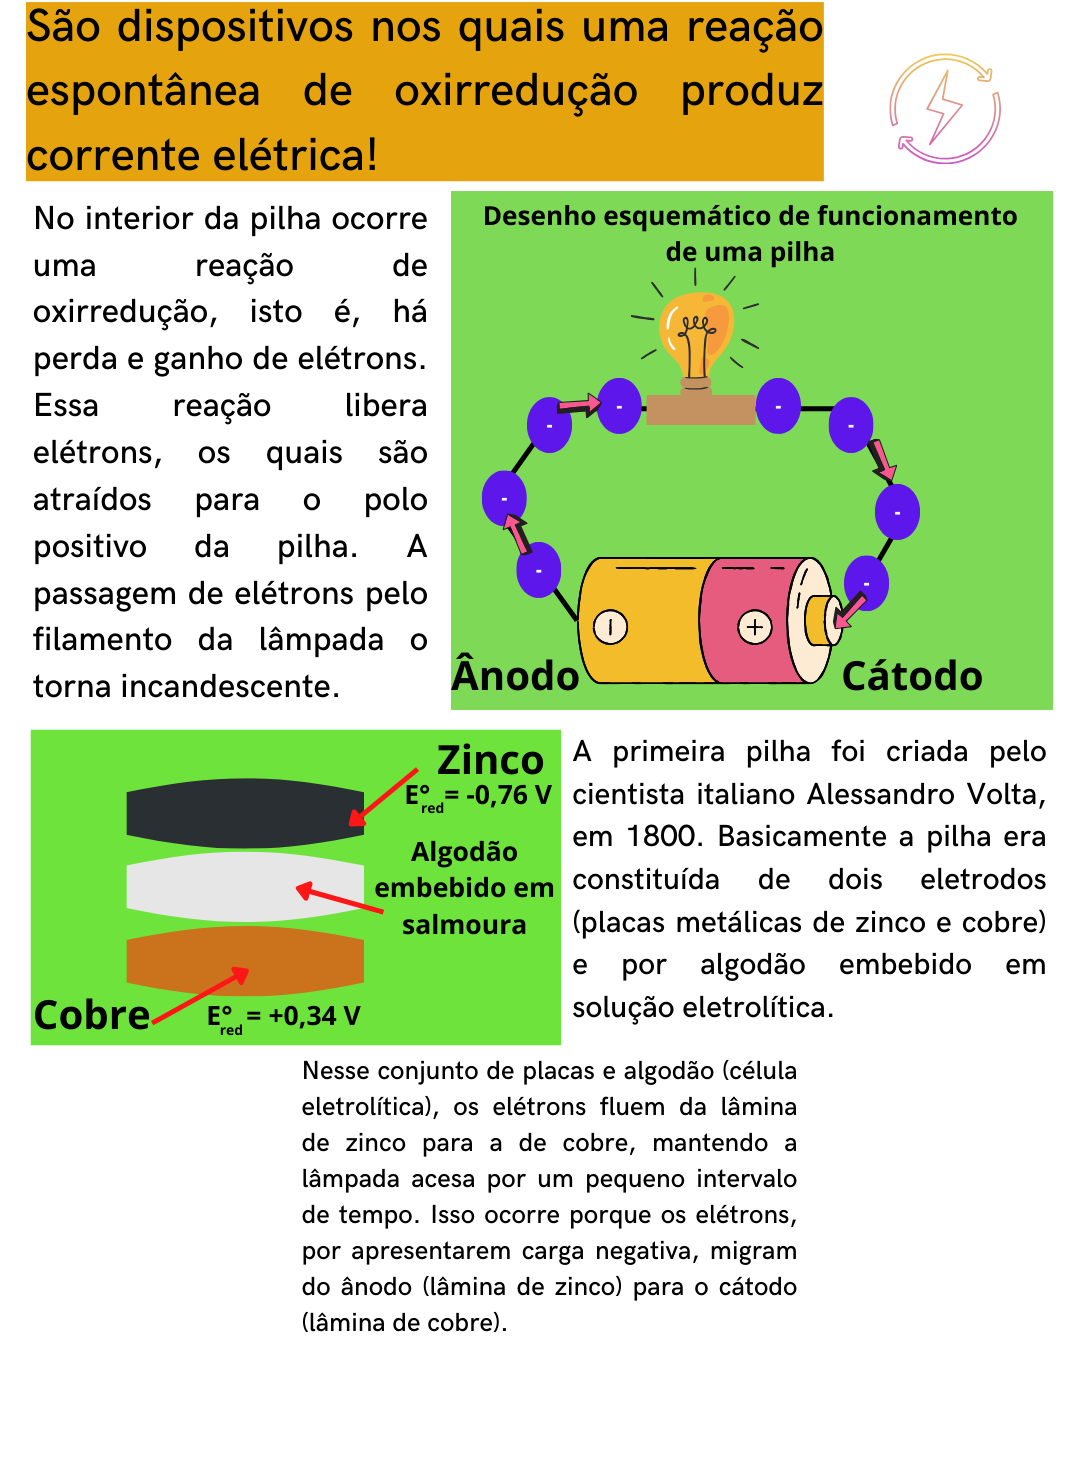 São dispositivos nos quais uma reação
espontânea de oxirredução produz
corrente elétrica!
No interior da pilha ocorre
uma reação de
oxirredução, isto é, há
perda e ganho de elétrons.
Essa reação libera
elétrons, os quais são
atraídos para o polo
positivo da pilha. A
passagem de elétrons pelo
filamento da lâmpada o
torna incandescente.
Desenho esquemático de funcionamento
de uma pilha
- - - -
- -
- -
Ânodo
Cátodo
Zinco
E°red= -0,76 V
Algodão
embebido em
salmoura
Cobre
E°red= +0,34 V
A primeira pilha foi criada pelo
cientista italiano Alessandro Volta,
em 1800. Basicamente a pilha era
constituída de dois eletrodos
(placas metálicas de zinco e cobre)
e por algodão embebido em
solução eletrolítica.
Nesse conjunto de placas e algodão (célula
eletrolítica), os elétrons fluem da lâmina
de zinco para a de cobre, mantendo a
lâmpada acesa por um pequeno intervalo
de tempo. Isso ocorre porque os elétrons,
por apresentarem carga negativa, migram
do ânodo (lâmina de zinco) para o cátodo
(lâmina de cobre).